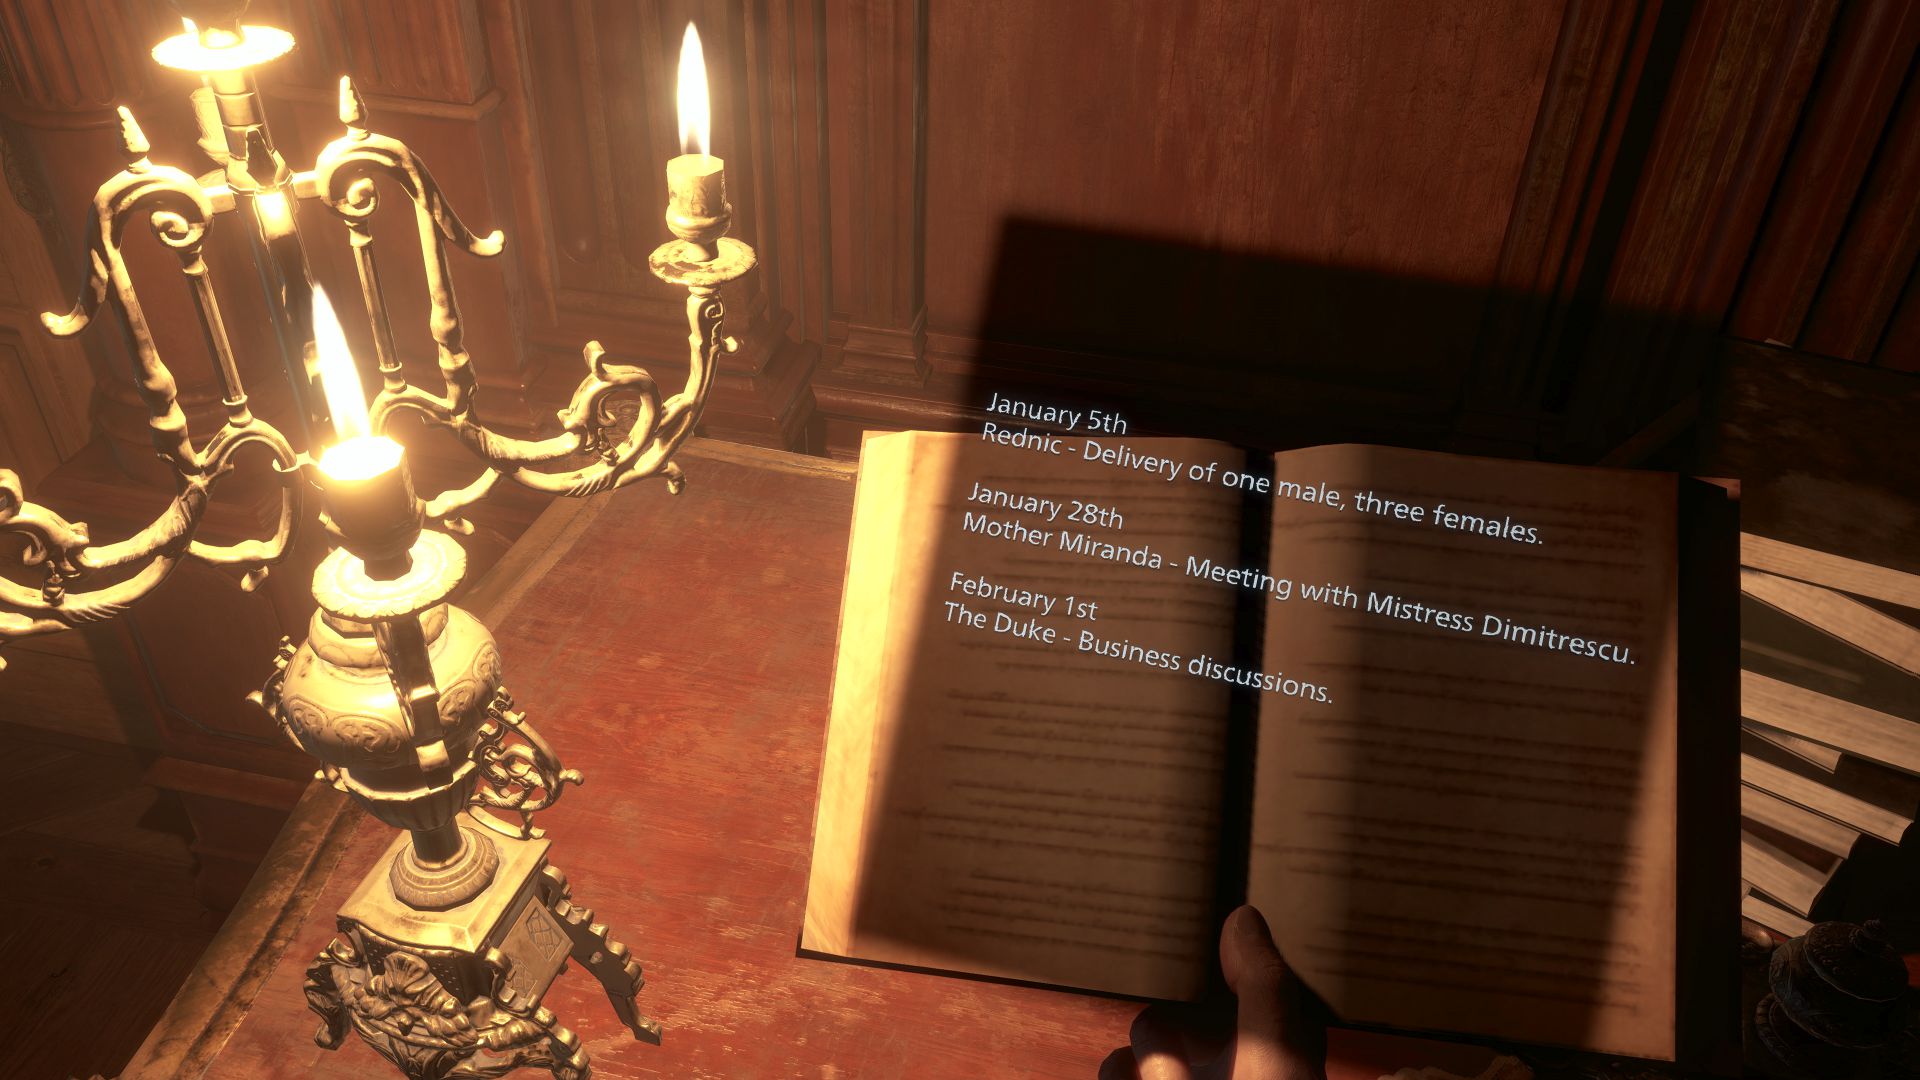 January 5th
Rednic - Delivery of one male, three females.
January 28th
Mother Miranda - Meeting with Mistress Dimitrescu.
February 1st
The Duke - Business discussions.